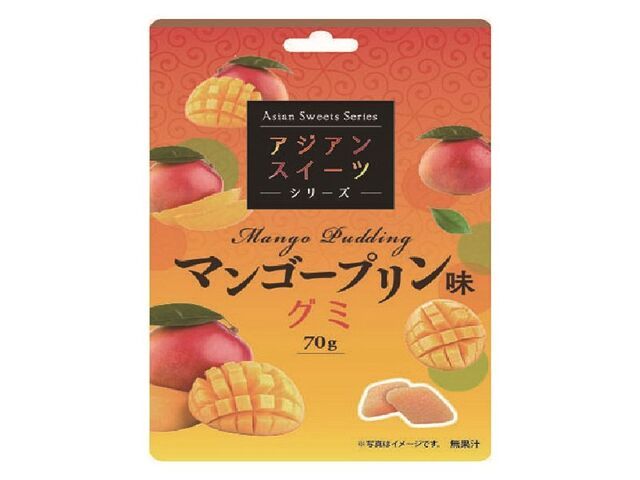 Asian Sweets Series
アジアン
スイーツ
シリーズ
Mango Pudding
マンゴープリン味
グミ
70g
※写真はイメージです。 無果汁